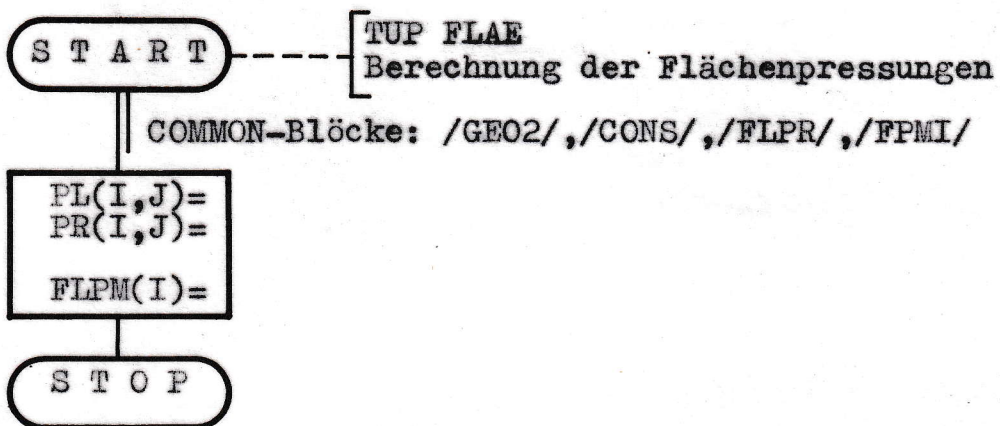 TUP FLAE
S T A R T
Berechnung der Flächenpressungen
COMMON-Blöcke: /GEO2/,/CONS/,/FLPR/,/FPMI/
PL(I,J)=
PR(I,J)=
FLPM(I)=
S T O P